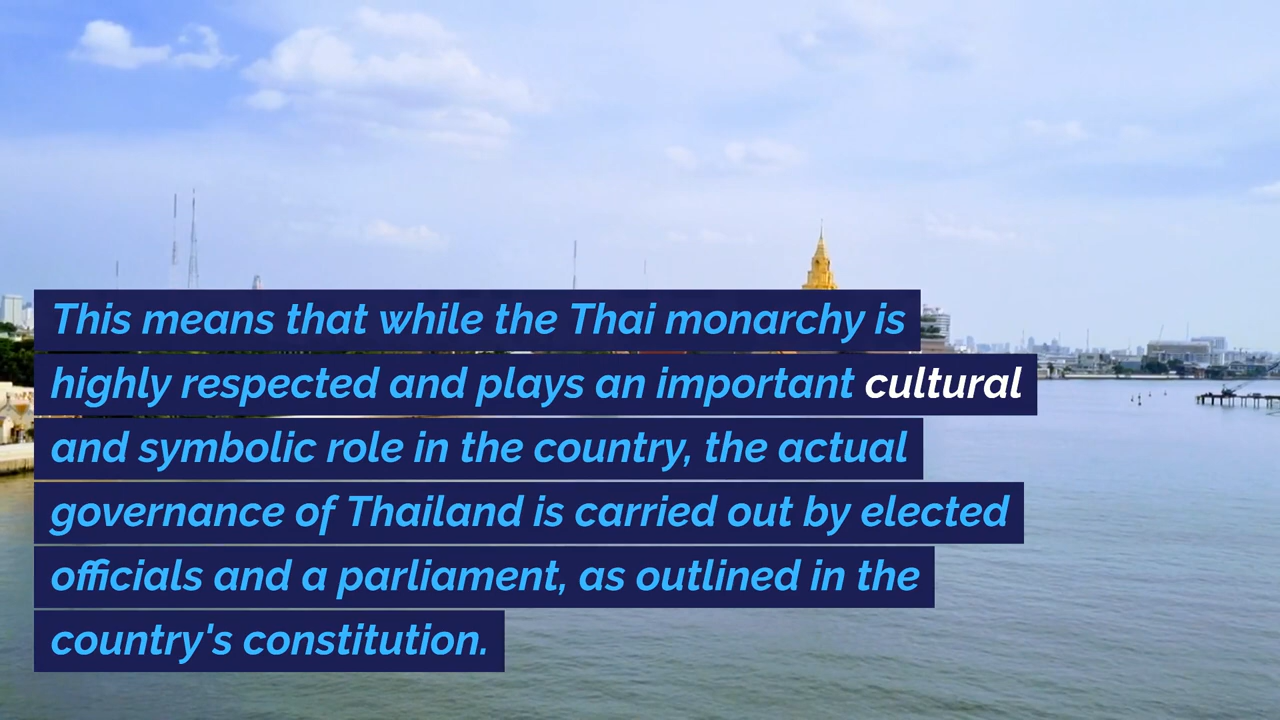 This means that while the Thai monarchy is
highly respected and plays an important cultural
and symbolic role in the country, the actual
governance of Thailand is carried out by elected
officials and a parliament, as outlined in the
country's constitution.